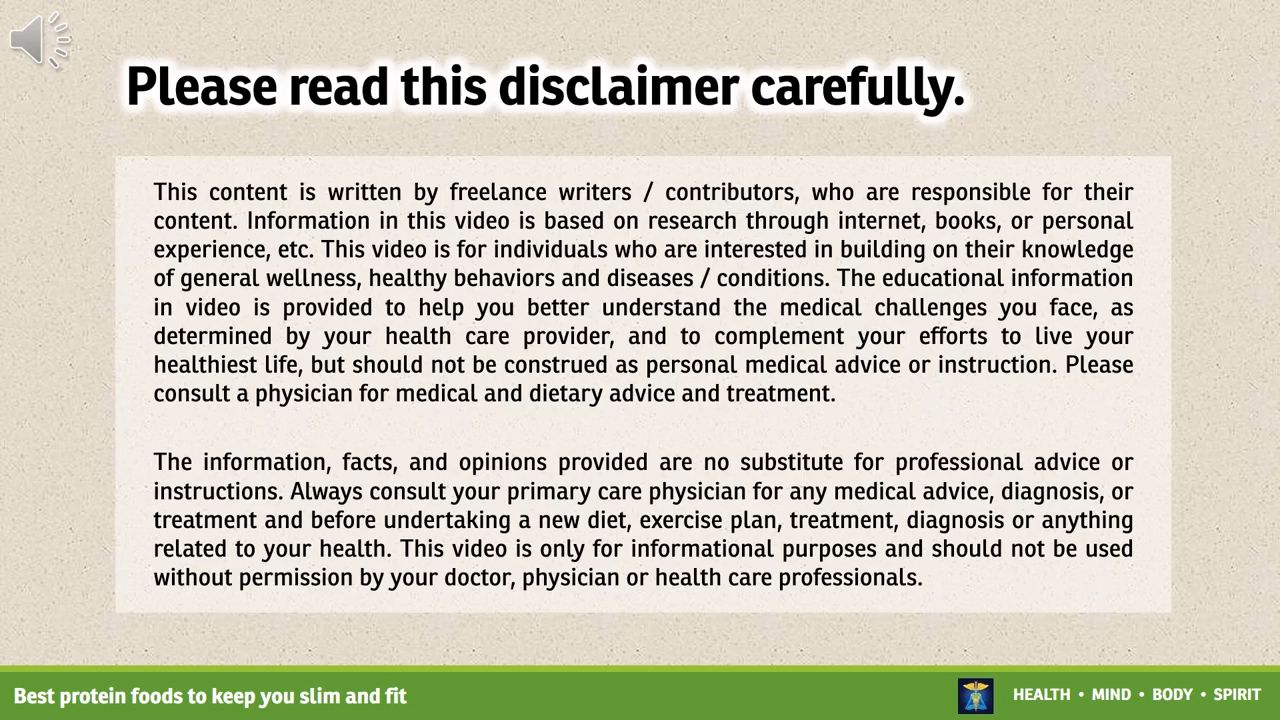 Please read this disclaimer carefully.
This content is written by freelance writers / contributors, who are responsible for their
content. Information in this video is based on research through internet, books, or personal
experience, etc. This video is for individuals who are interested in building on their knowledge
of general wellness, healthy behaviors and diseases / conditions. The educational information
in video is provided to help you better understand the medical challenges you face, as
determined by your health care provider, and to complement your efforts to live your
healthiest life, but should not be construed as personal medical advice or instruction. Please
consult a physician for medical and dietary advice and treatment.
The information, facts, and opinions provided are no substitute for professional advice or
instructions. Always consult your primary care physician for any medical advice, diagnosis, or
treatment and before undertaking a new diet, exercise plan, treatment, diagnosis or anything
related to your health. This video is only for informational purposes and should not be used
without permission by your doctor, physician or health care professionals.
Best protein foods to keep you slim and fit
HEALTH • MIND • BODY • SPIRIT